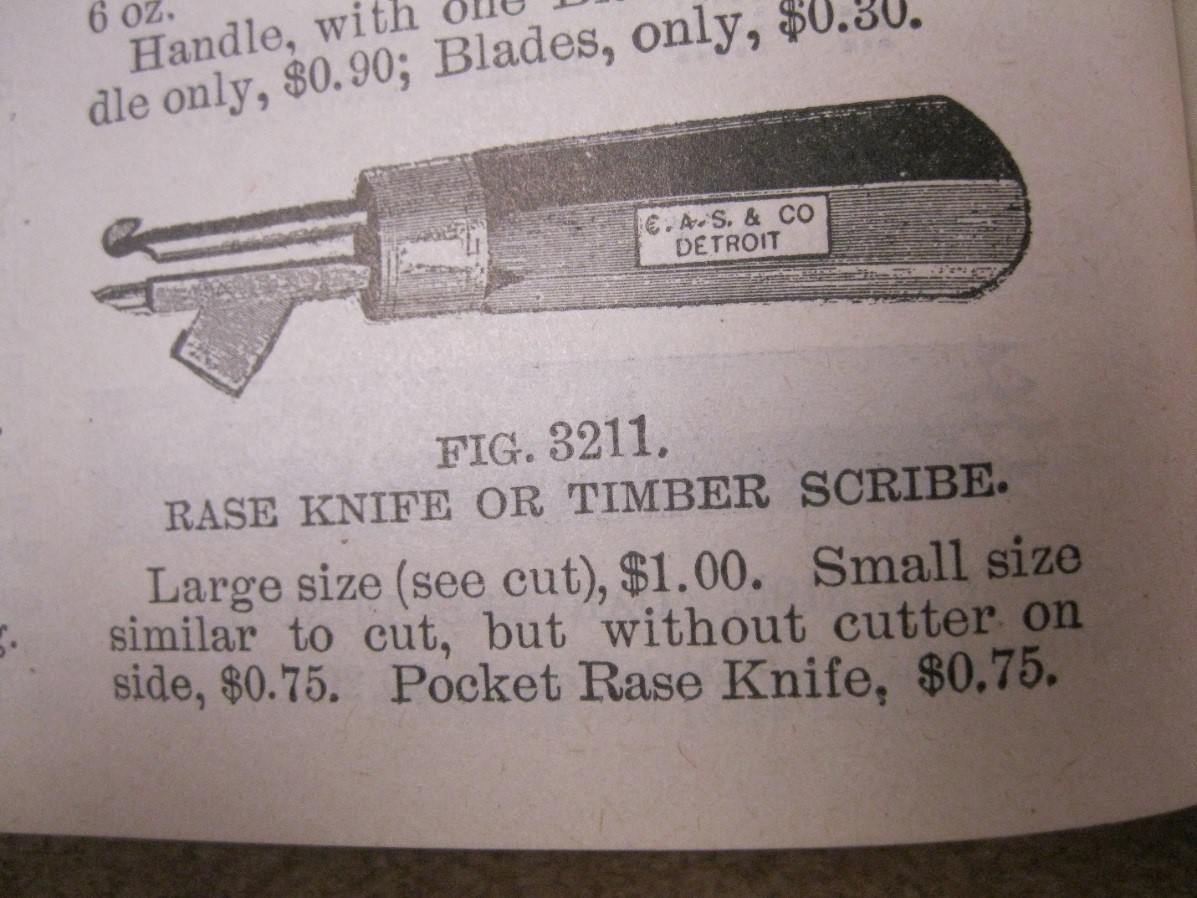 6 oz.
Handle, with one
dle only, $0.90; Blades, only, $0.30.
C. A. S. & CO
DETROIT
FIG. 3211.
RASE KNIFE OR TIMBER SCRIBE.
Large size (see cut), $1.00. Small size
similar to cut, but without cutter on
side, $0.75. Pocket Rase Knife, $0.75.